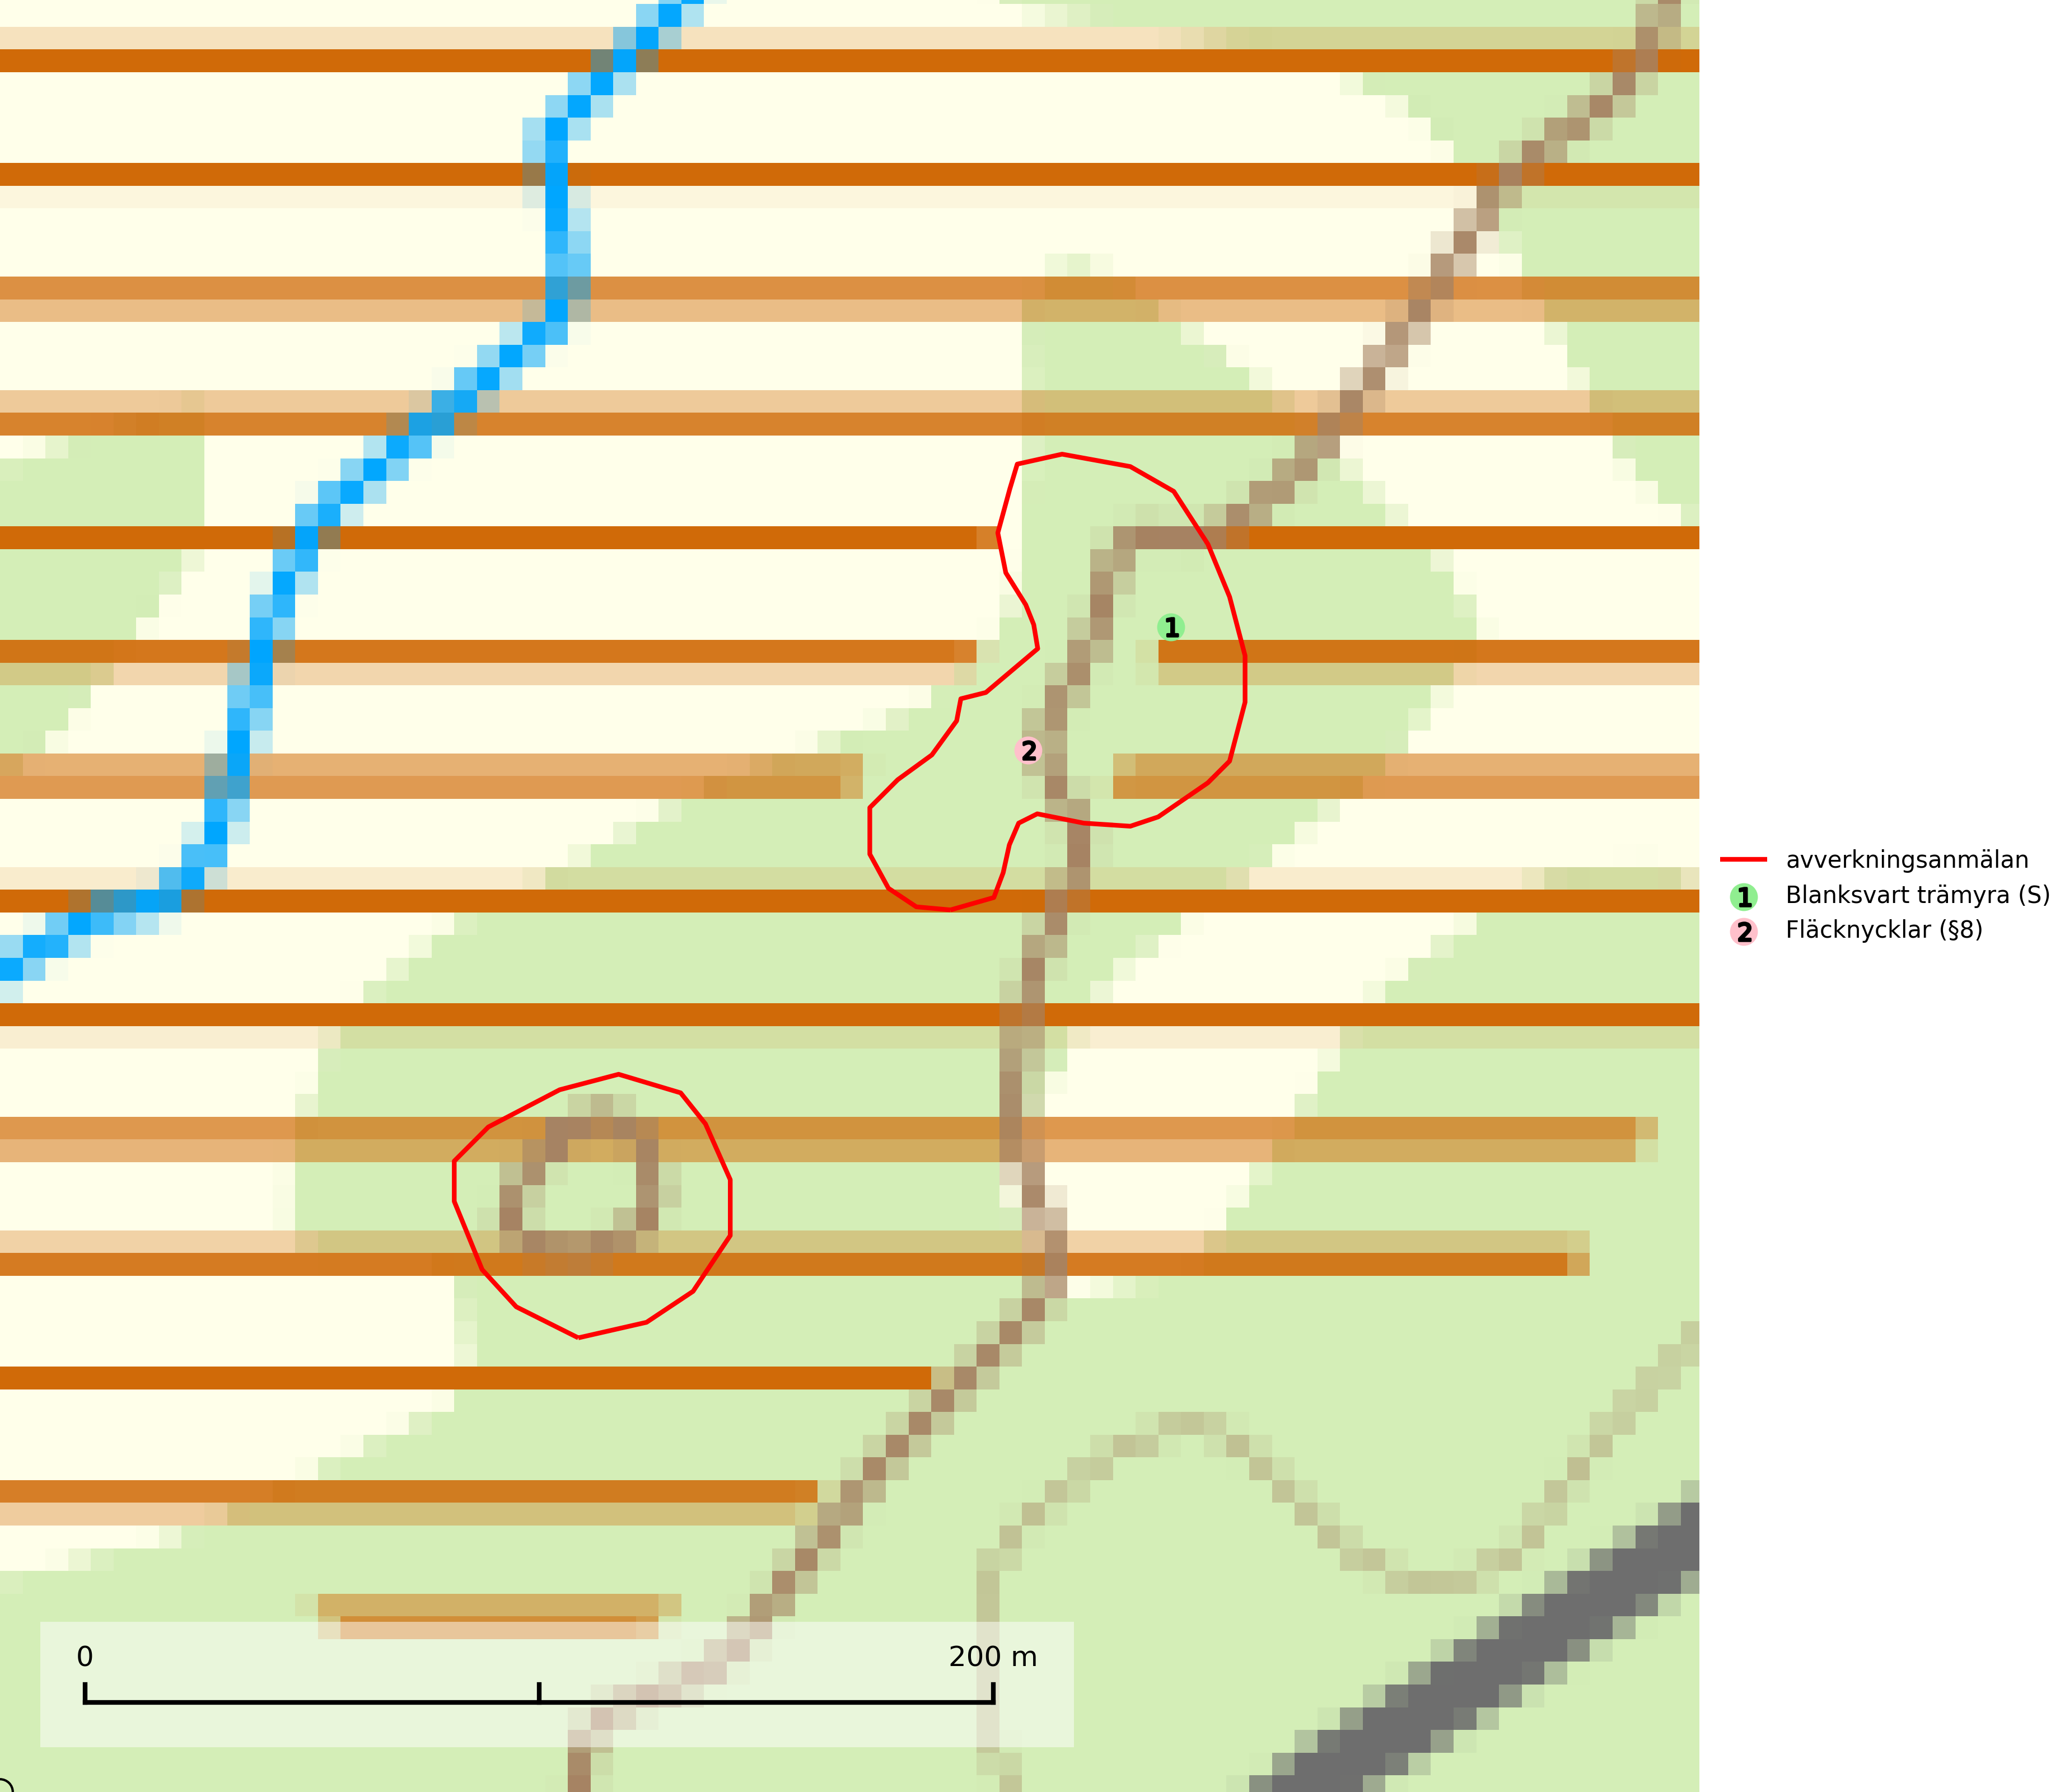 1
2
avverkningsanmälan
1 Blanksvart trämyra (S)
2 Fläcknycklar (§8)
0 200 m